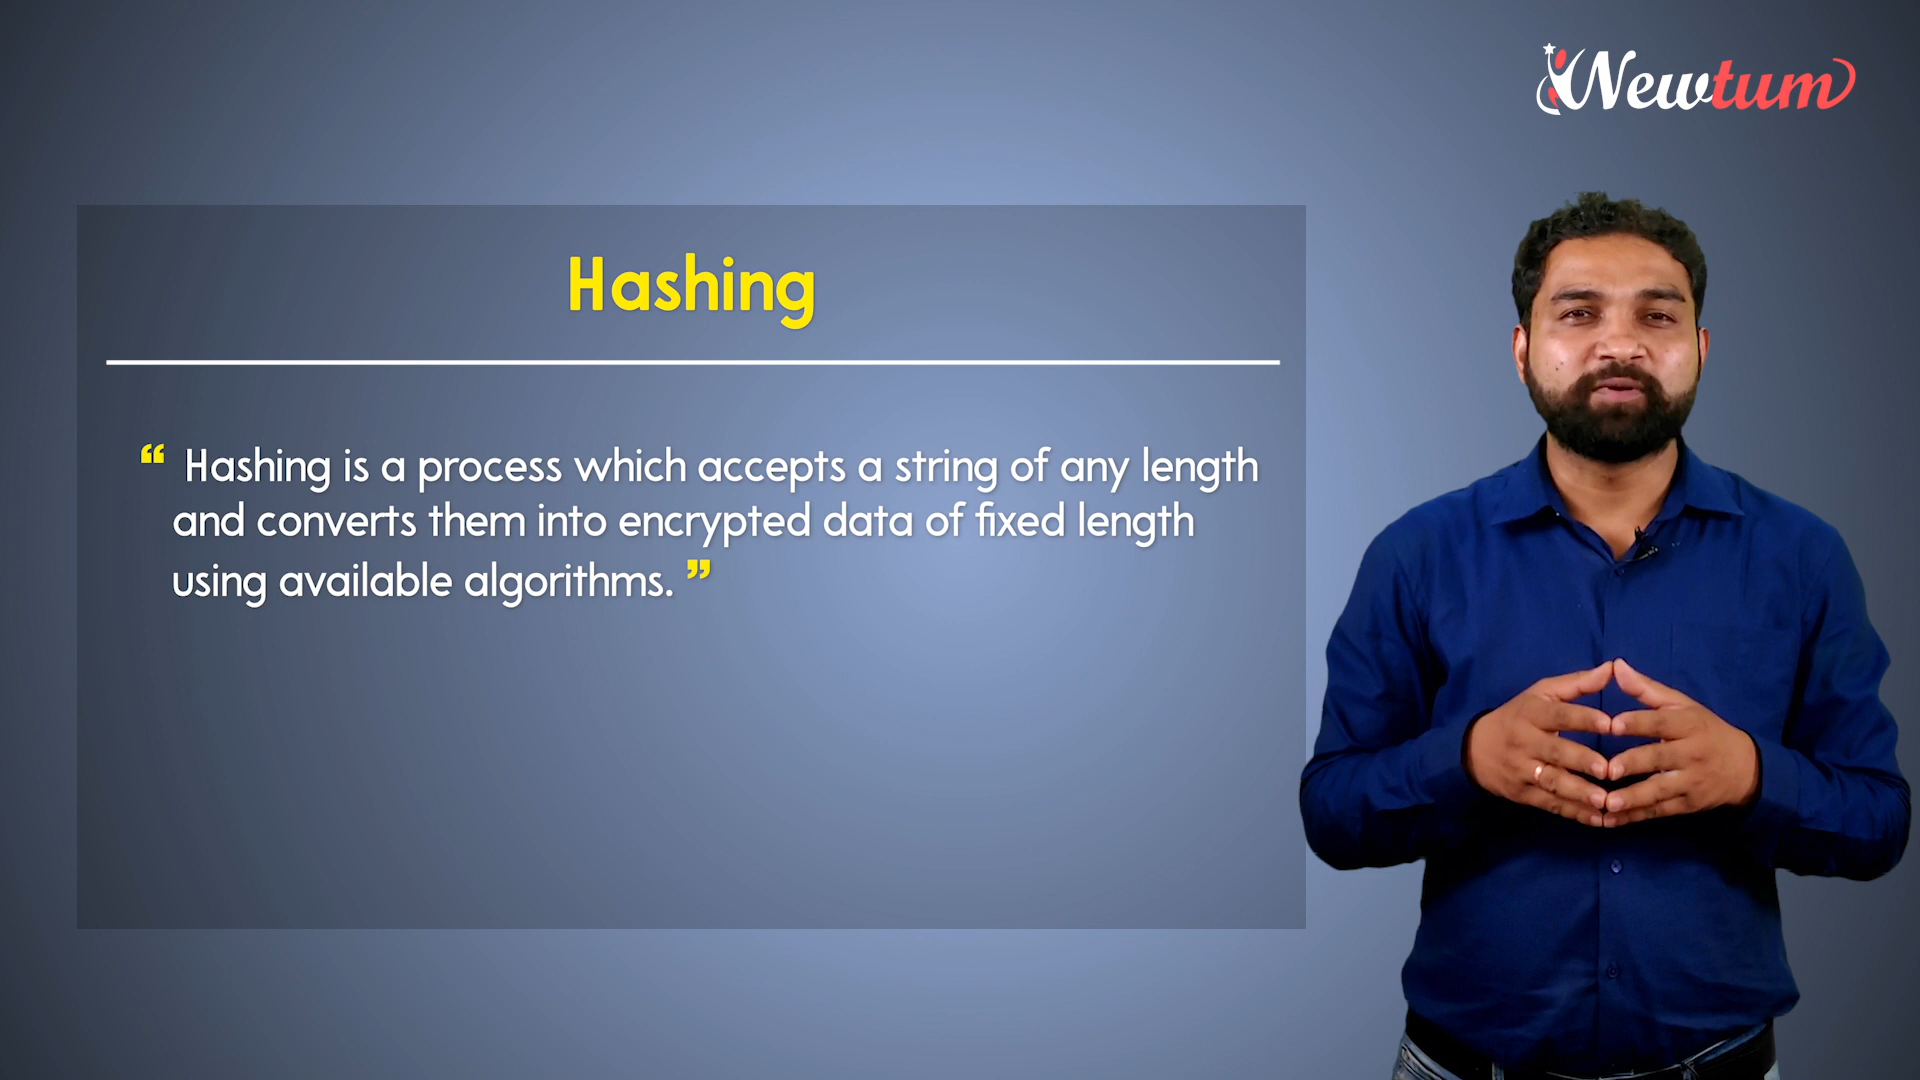 Newtum
Hashing
“ Hashing is a process which accepts a string of any length
and converts them into encrypted data of fixed length
using available algorithms. ”